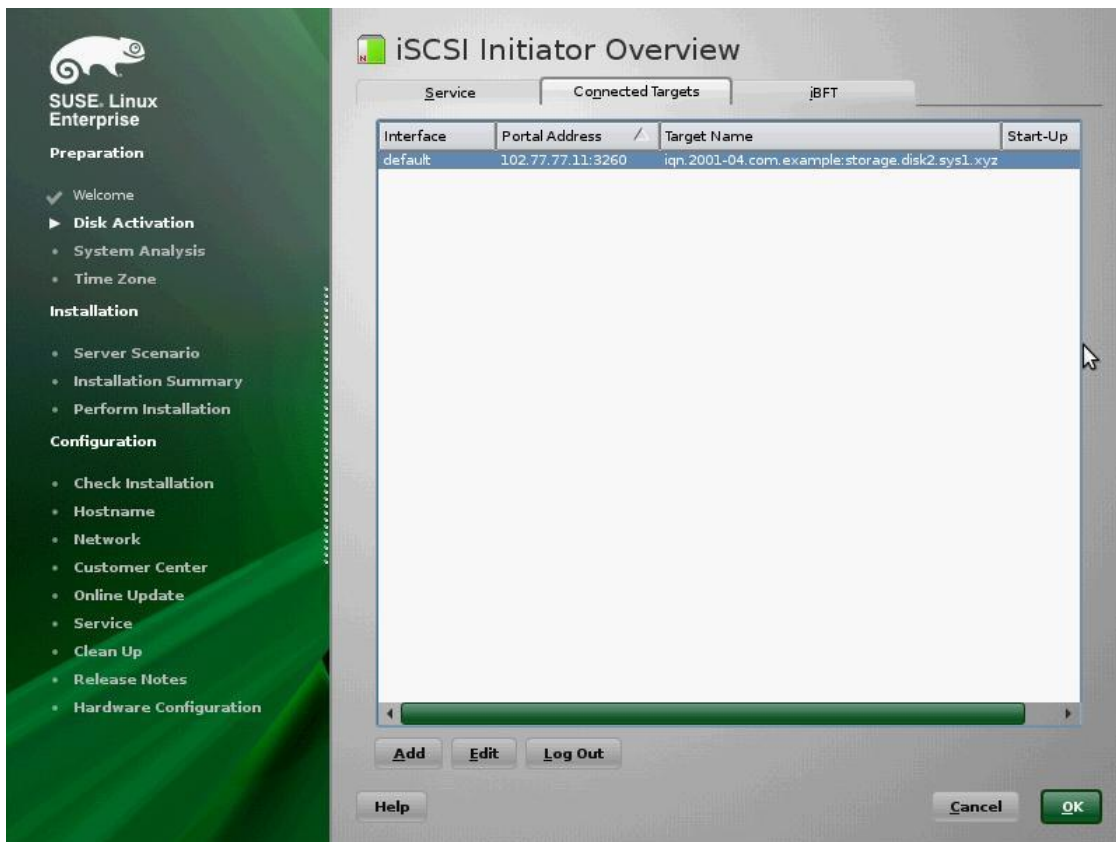 SUSE. Linux
Enterprise
Preparation
Welcome
Disk Activation
System Analysis
Time Zone
Installation
Server Scenario
Installation Summary
Perform Installation
Configuration
Check Installation
Hostname
Network
Customer Center
Online Update
Service
Clean Up
Release Notes
Hardware Configuration
N iSCSI Initiator Overview
Service Connected Targets iBFT
Interface Portal Address Target Name Start-Up
default 102.77.77.11:3260 iqn.2001-04.com.example:storage.disk2.sys1.xyz
Add Edit Log Out
Help Cancel OK